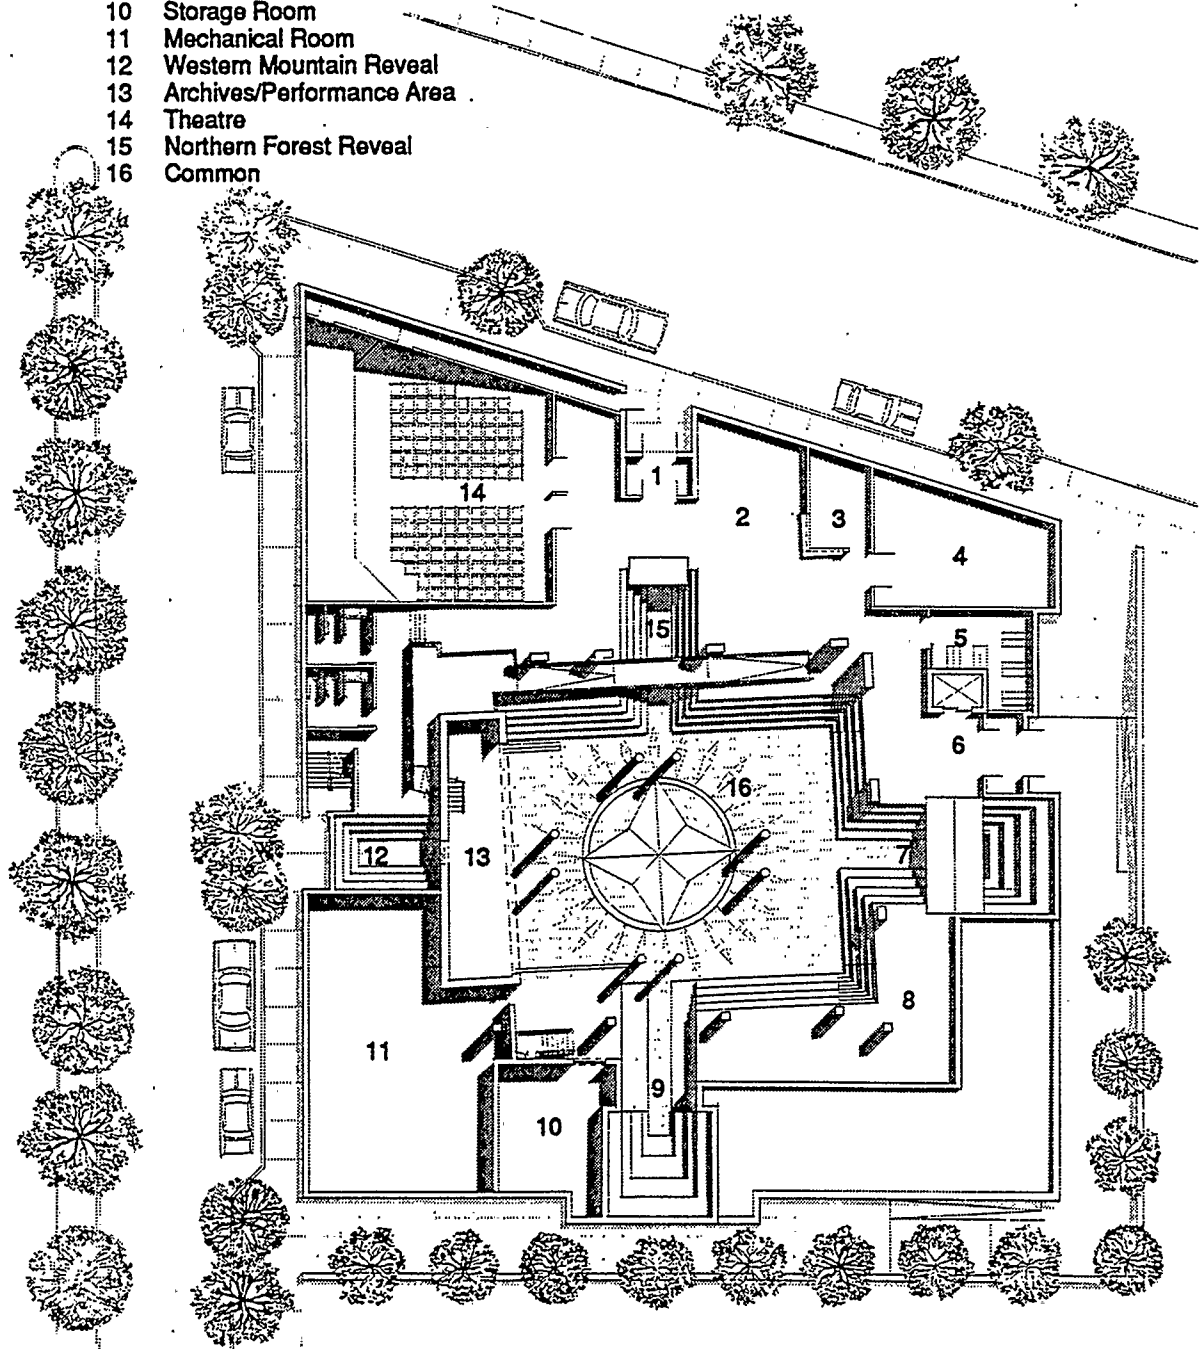 10 Storage Room
11 Mechanical Room
12 Western Mountain Reveal
13 Archives/Performance Area
14 Theatre
15 Northern Forest Reveal
16 Common
1
14
2
3
4
15
5
6
16
12
13
7
8
11
9
10